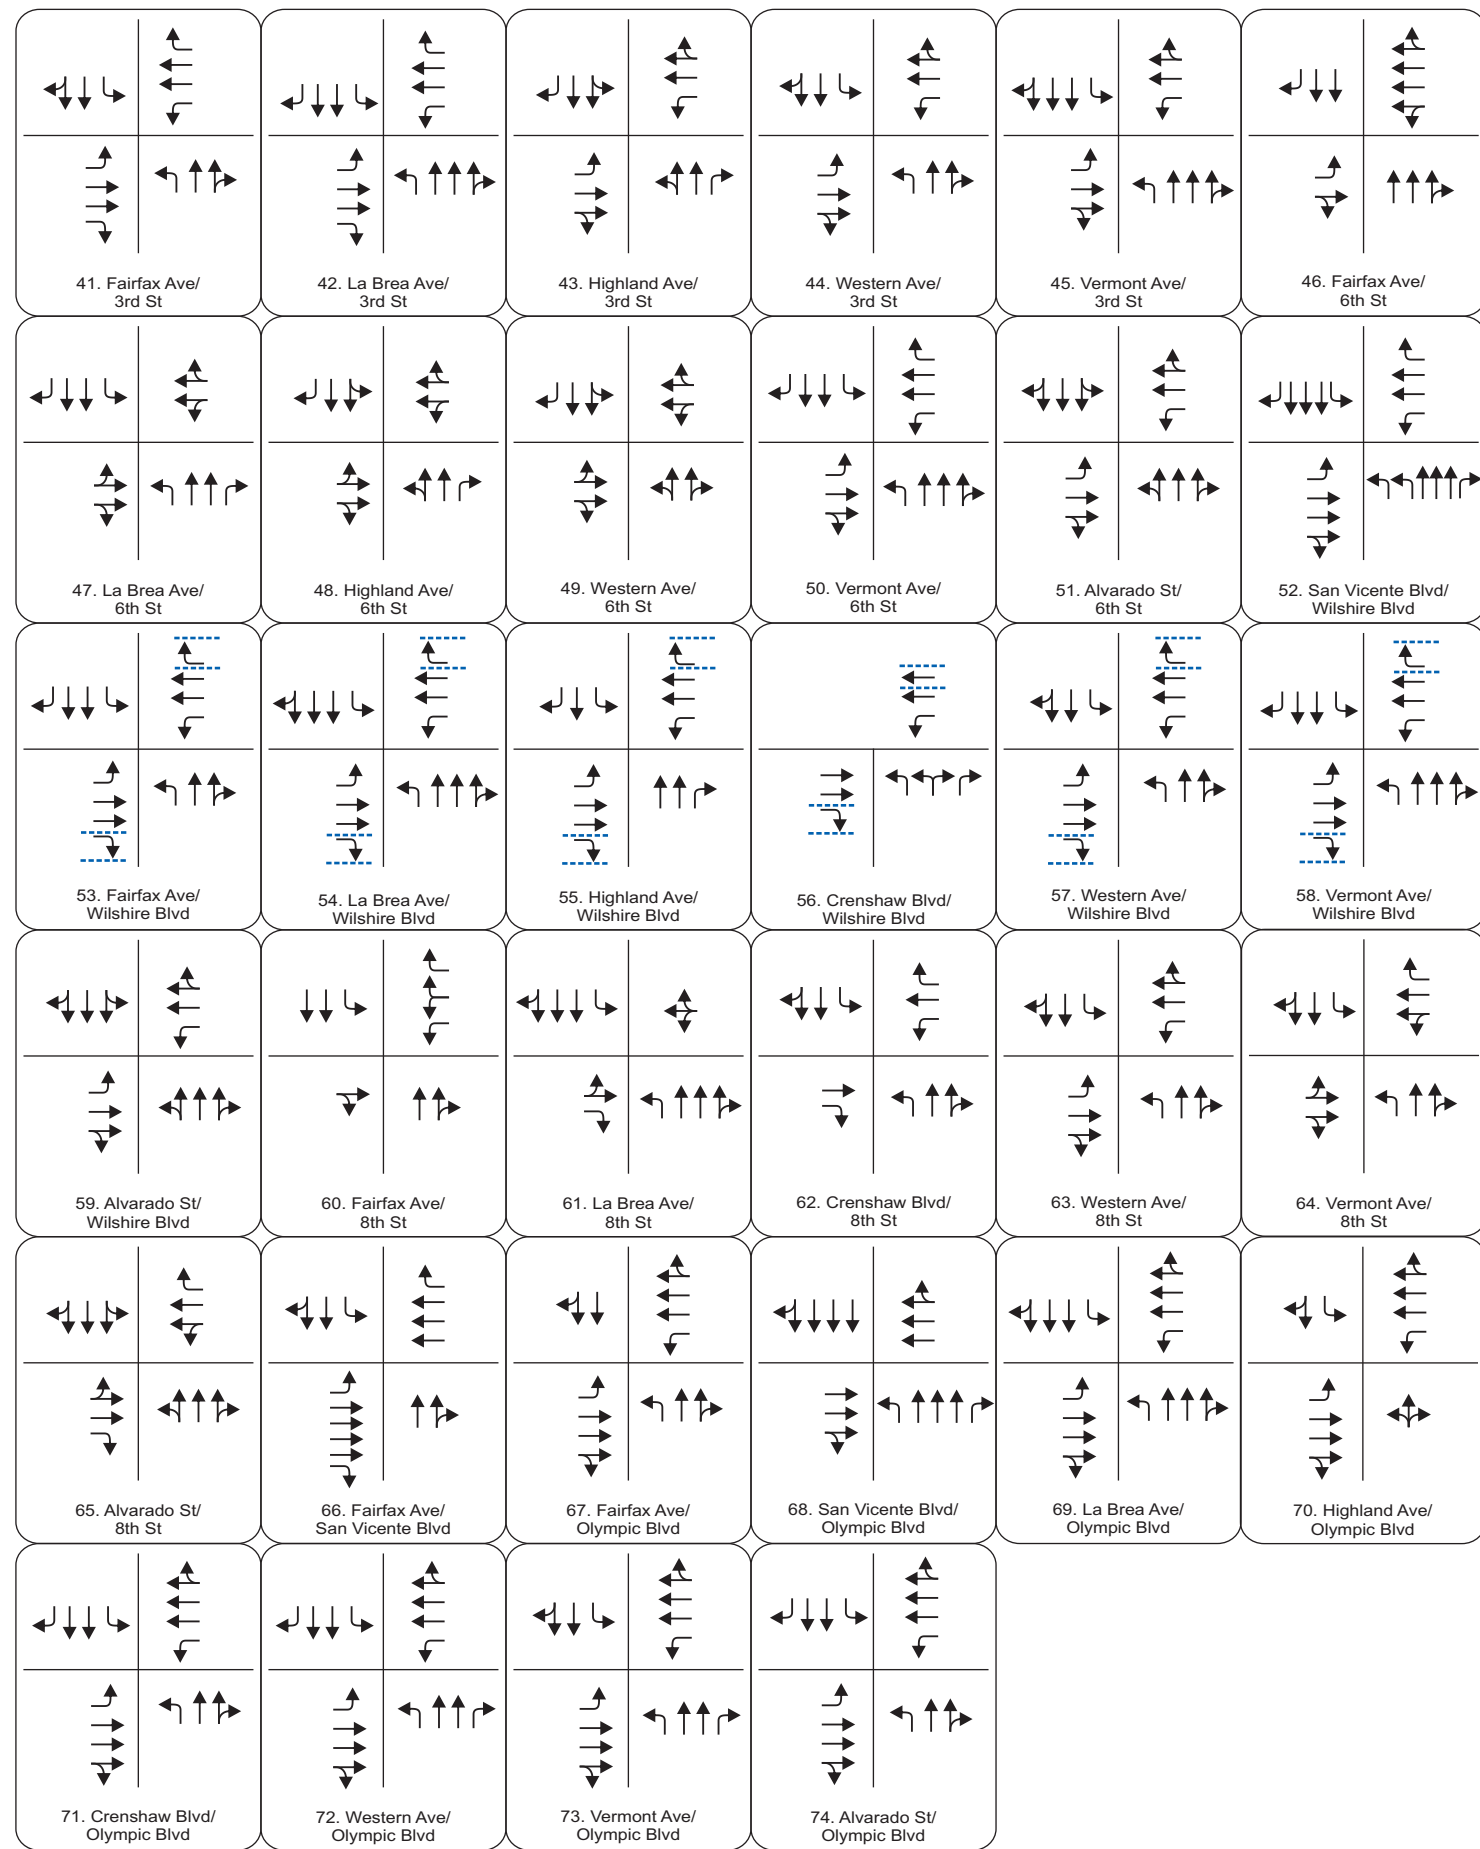 41. Fairfax Ave/
3rd St
42. La Brea Ave/
3rd St
43. Highland Ave/
3rd St
44. Western Ave/
3rd St
45. Vermont Ave/
3rd St
46. Fairfax Ave/
6th St
47. La Brea Ave/
6th St
48. Highland Ave/
6th St
49. Western Ave/
6th St
50. Vermont Ave/
6th St
51. Alvarado St/
6th St
52. San Vicente Blvd/
Wilshire Blvd
53. Fairfax Ave/
Wilshire Blvd
54. La Brea Ave/
Wilshire Blvd
55. Highland Ave/
Wilshire Blvd
56. Crenshaw Blvd/
Wilshire Blvd
57. Western Ave/
Wilshire Blvd
58. Vermont Ave/
Wilshire Blvd
59. Alvarado St/
Wilshire Blvd
60. Fairfax Ave/
8th St
61. La Brea Ave/
8th St
62. Crenshaw Blvd/
8th St
63. Western Ave/
8th St
64. Vermont Ave/
8th St
65. Alvarado St/
8th St
66. Fairfax Ave/
San Vicente Blvd
67. Fairfax Ave/
Olympic Blvd
68. San Vicente Blvd/
Olympic Blvd
69. La Brea Ave/
Olympic Blvd
70. Highland Ave/
Olympic Blvd
71. Crenshaw Blvd/
Olympic Blvd
72. Western Ave/
Olympic Blvd
73. Vermont Ave/
Olympic Blvd
74. Alvarado St/
Olympic Blvd